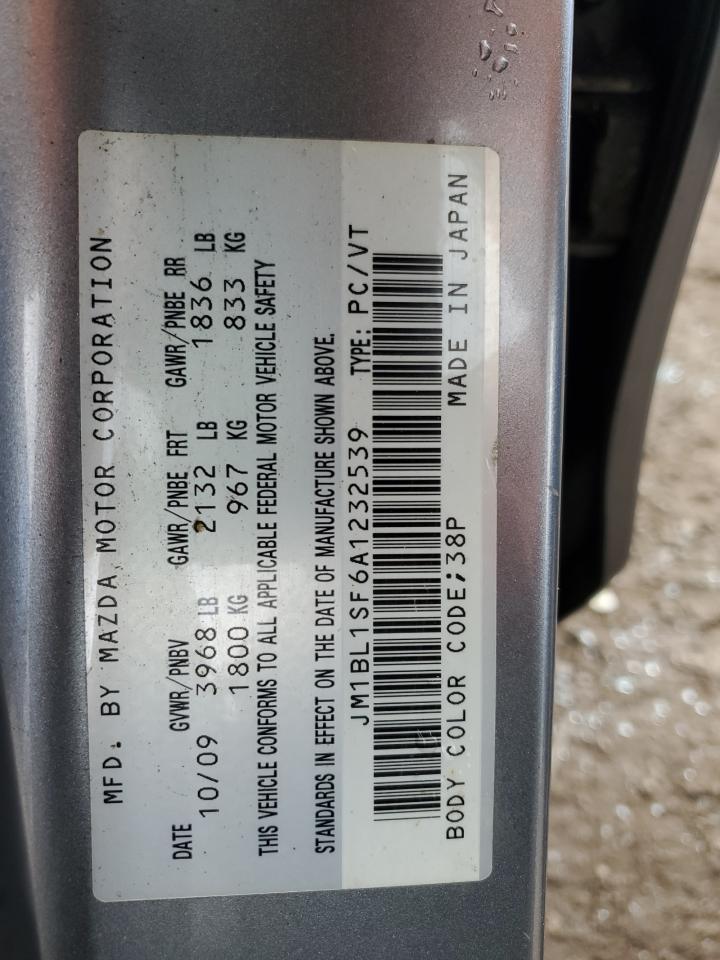 MFD. BY MAZDA MOTOR CORPORATION
DATE GVWR/PNBV GAWR/PNBE FRT GAWR/PNBE RR
10/09 3968 LB 2132 LB 1836 LB
1800 KG 967 KG 833 KG
THIS VEHICLE CONFORMS TO ALL APPLICABLE FEDERAL MOTOR VEHICLE SAFETY
STANDARDS IN EFFECT ON THE DATE OF MANUFACTURE SHOWN ABOVE.
JM1BL1SF6A1232539 TYPE: PC/VT
BODY COLOR CODE;38P MADE IN JAPAN